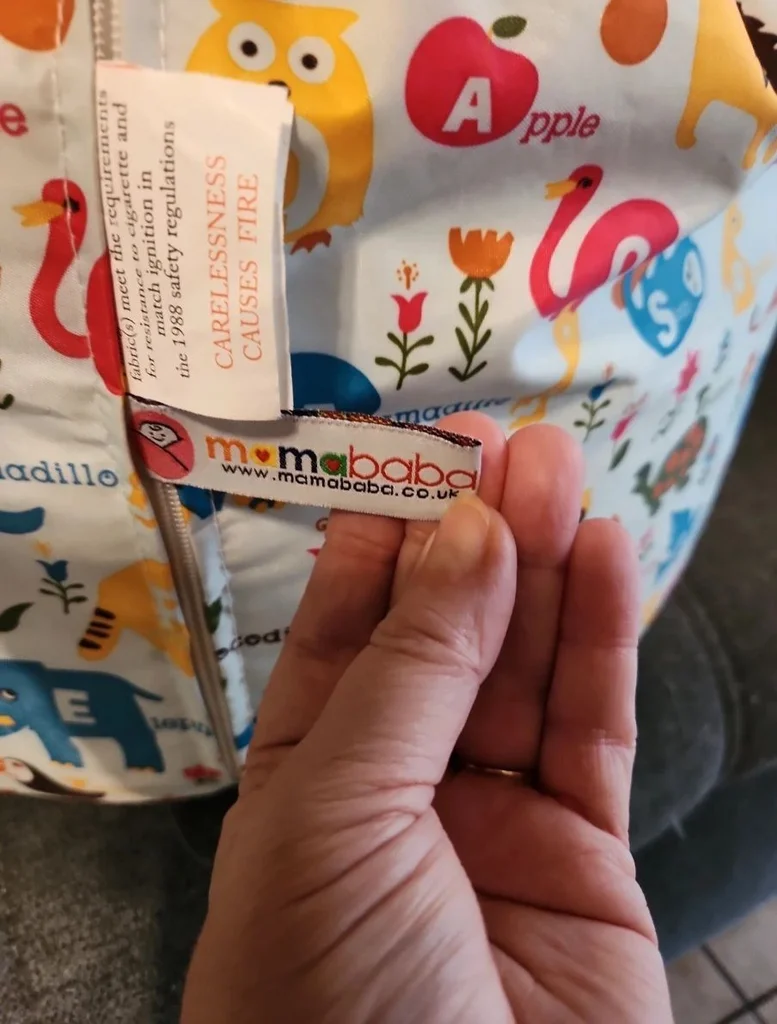 e
Apple
fabric(s) meet the requirements
for resistance to cigarette and
match ignition in
the 1988 safety regulations
CARELESSNESS
CAUSES FIRE
S
mamababa
www.mamababa.co.uk
madillo
adillo
E